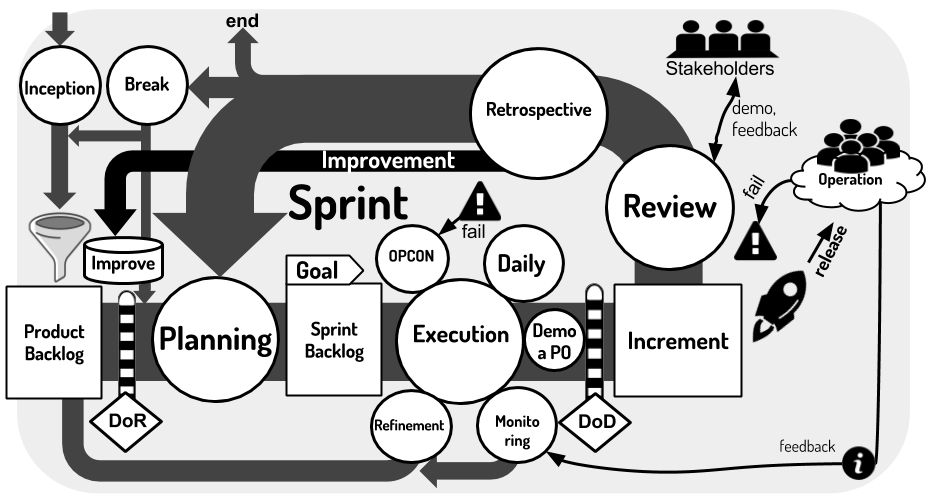 end
Stakeholders
Inception
Break
Retrospective
demo,
feedback
Improvement
fail
Operation
Sprint
Review
fail
release
Improve
OPCON
Daily
Goal
Product
Backlog
Planning
Sprint
Backlog
Execution
Demo
a PO
Increment
DoR
Refinement
Monito
ring
DoD
feedback
i